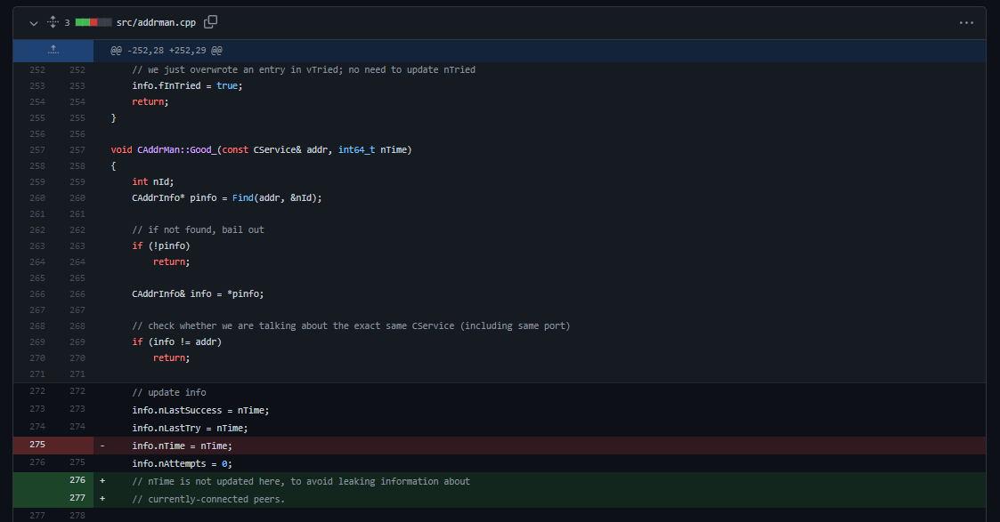 3 src/addrman.cpp ...
@@ -252,28 +252,29 @@
252 252 // we just overwrote an entry in vTried; no need to update nTried
253 253 info.fInTried = true;
254 254 return;
255 255 }
256 256
257 257 void CAddrMan::Good_(const CService& addr, int64_t nTime)
258 258 {
259 259 int nId;
260 260 CAddrInfo* pinfo = Find(addr, &nId);
261 261
262 262 // if not found, bail out
263 263 if (!pinfo)
264 264 return;
265 265
266 266 CAddrInfo& info = *pinfo;
267 267
268 268 // check whether we are talking about the exact same CService (including same port)
269 269 if (info != addr)
270 270 return;
271 271
272 272 // update info
273 273 info.nLastSuccess = nTime;
274 274 info.nLastTry = nTime;
275 - info.nTime = nTime;
276 275 info.nAttempts = 0;
276 + // nTime is not updated here, to avoid leaking information about
277 + // currently-connected peers.
277 278